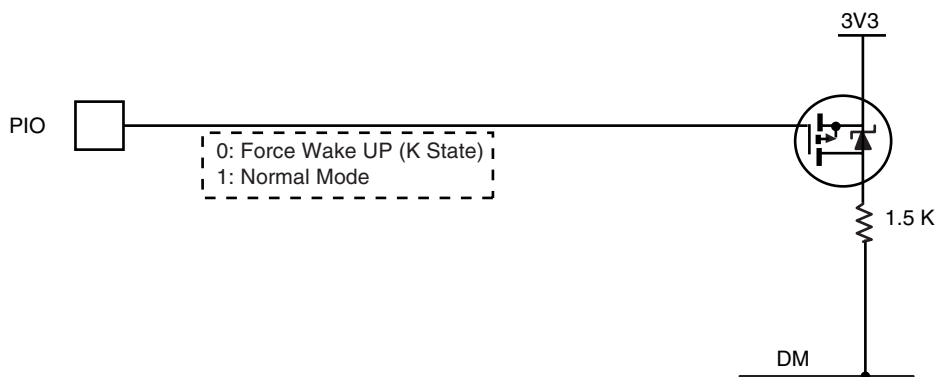 3V3
PIO
0: Force Wake UP (K State)
1: Normal Mode
1.5 K
DM